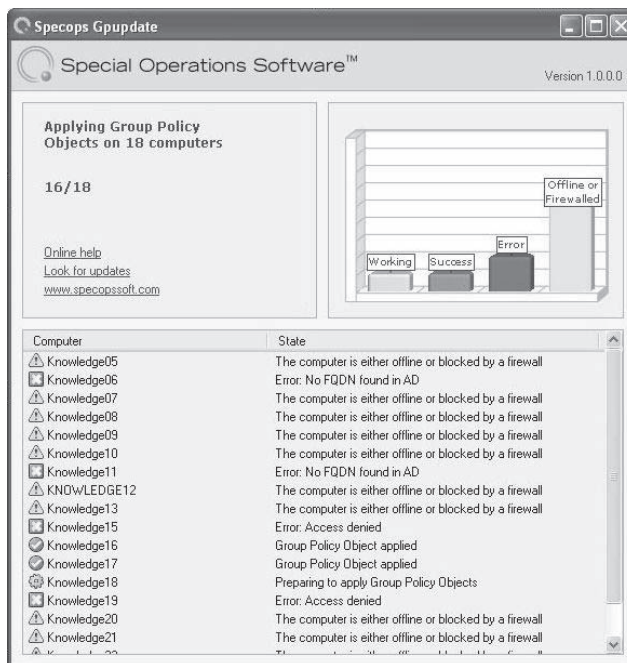 Specops Gpupdate
Special Operations Software™
Version 1.0.0.0
Applying Group Policy
Objects on 18 computers
16/18
Online help
Look for updates
www.specopssoft.com
Working
Success
Error
Offline or
Firewalled
Computer State
Knowledge05 The computer is either offline or blocked by a firewall
Knowledge06 Error: No FQDN found in AD
Knowledge07 The computer is either offline or blocked by a firewall
Knowledge08 The computer is either offline or blocked by a firewall
Knowledge09 The computer is either offline or blocked by a firewall
Knowledge10 The computer is either offline or blocked by a firewall
Knowledge11 Error: No FQDN found in AD
KNOWLEDGE12 The computer is either offline or blocked by a firewall
Knowledge13 The computer is either offline or blocked by a firewall
Knowledge15 Error: Access denied
Knowledge16 Group Policy Object applied
Knowledge17 Group Policy Object applied
Knowledge18 Preparing to apply Group Policy Objects
Knowledge19 Error: Access denied
Knowledge20 The computer is either offline or blocked by a firewall
Knowledge21 The computer is either offline or blocked by a firewall